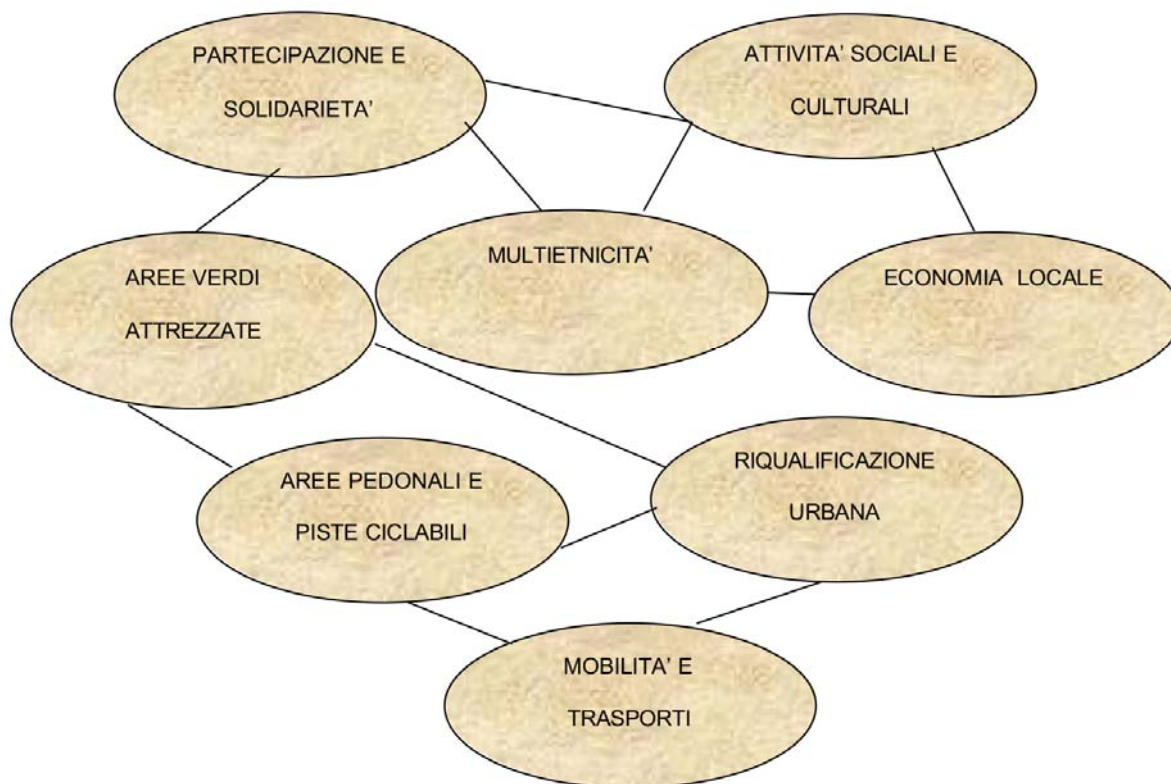 PARTECIPAZIONE E
SOLIDARIETA’
ATTIVITA’ SOCIALI E
CULTURALI
MULTIETNICITA’
AREE VERDI
ATTREZZATE
ECONOMIA LOCALE
AREE PEDONALI E
PISTE CICLABILI
RIQUALIFICAZIONE
URBANA
MOBILITA’ E
TRASPORTI